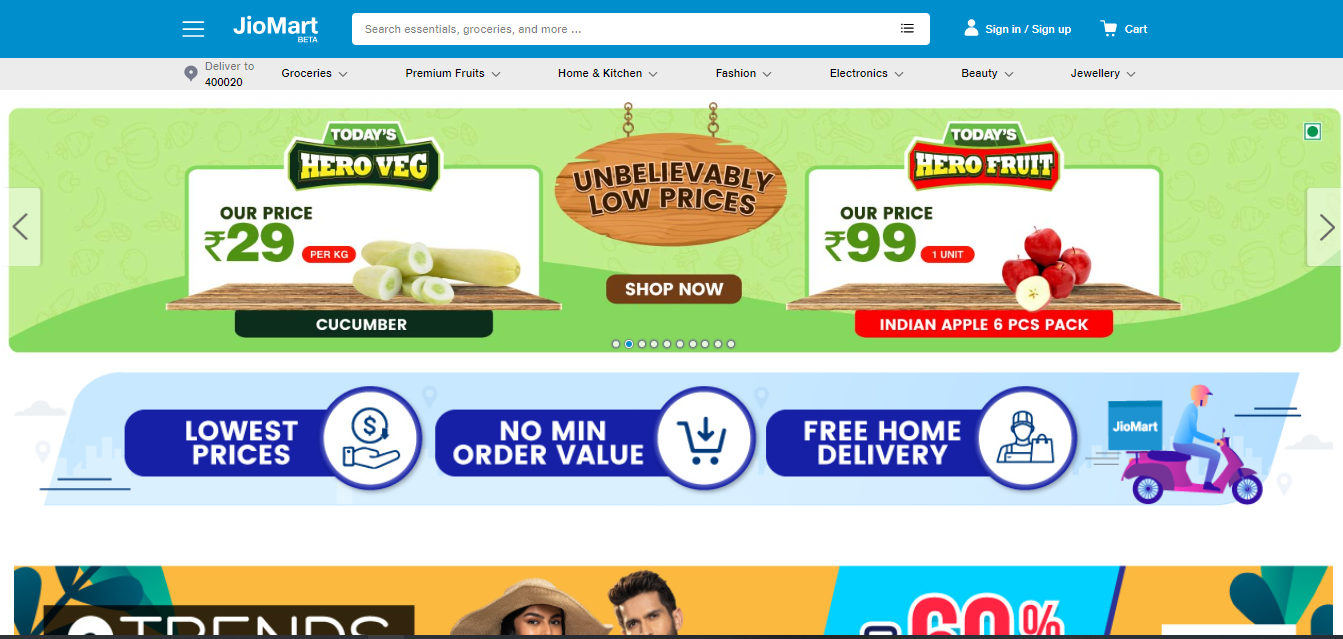 JioMart
BETA
Search essentials, groceries, and more ...
Sign in / Sign up
Cart
Deliver to
400020
Groceries
Premium Fruits
Home & Kitchen
Fashion
Electronics
Beauty
Jewellery
TODAY'S
HERO VEG
OUR PRICE
₹29
PER KG
CUCUMBER
UNBELIEVABLY
LOW PRICES
SHOP NOW
TODAY'S
HERO FRUIT
OUR PRICE
₹99
1 UNIT
INDIAN APPLE 6 PCS PACK
LOWEST
PRICES
$
NO MIN
ORDER VALUE
FREE HOME
DELIVERY
JioMart
TRENDS
60%